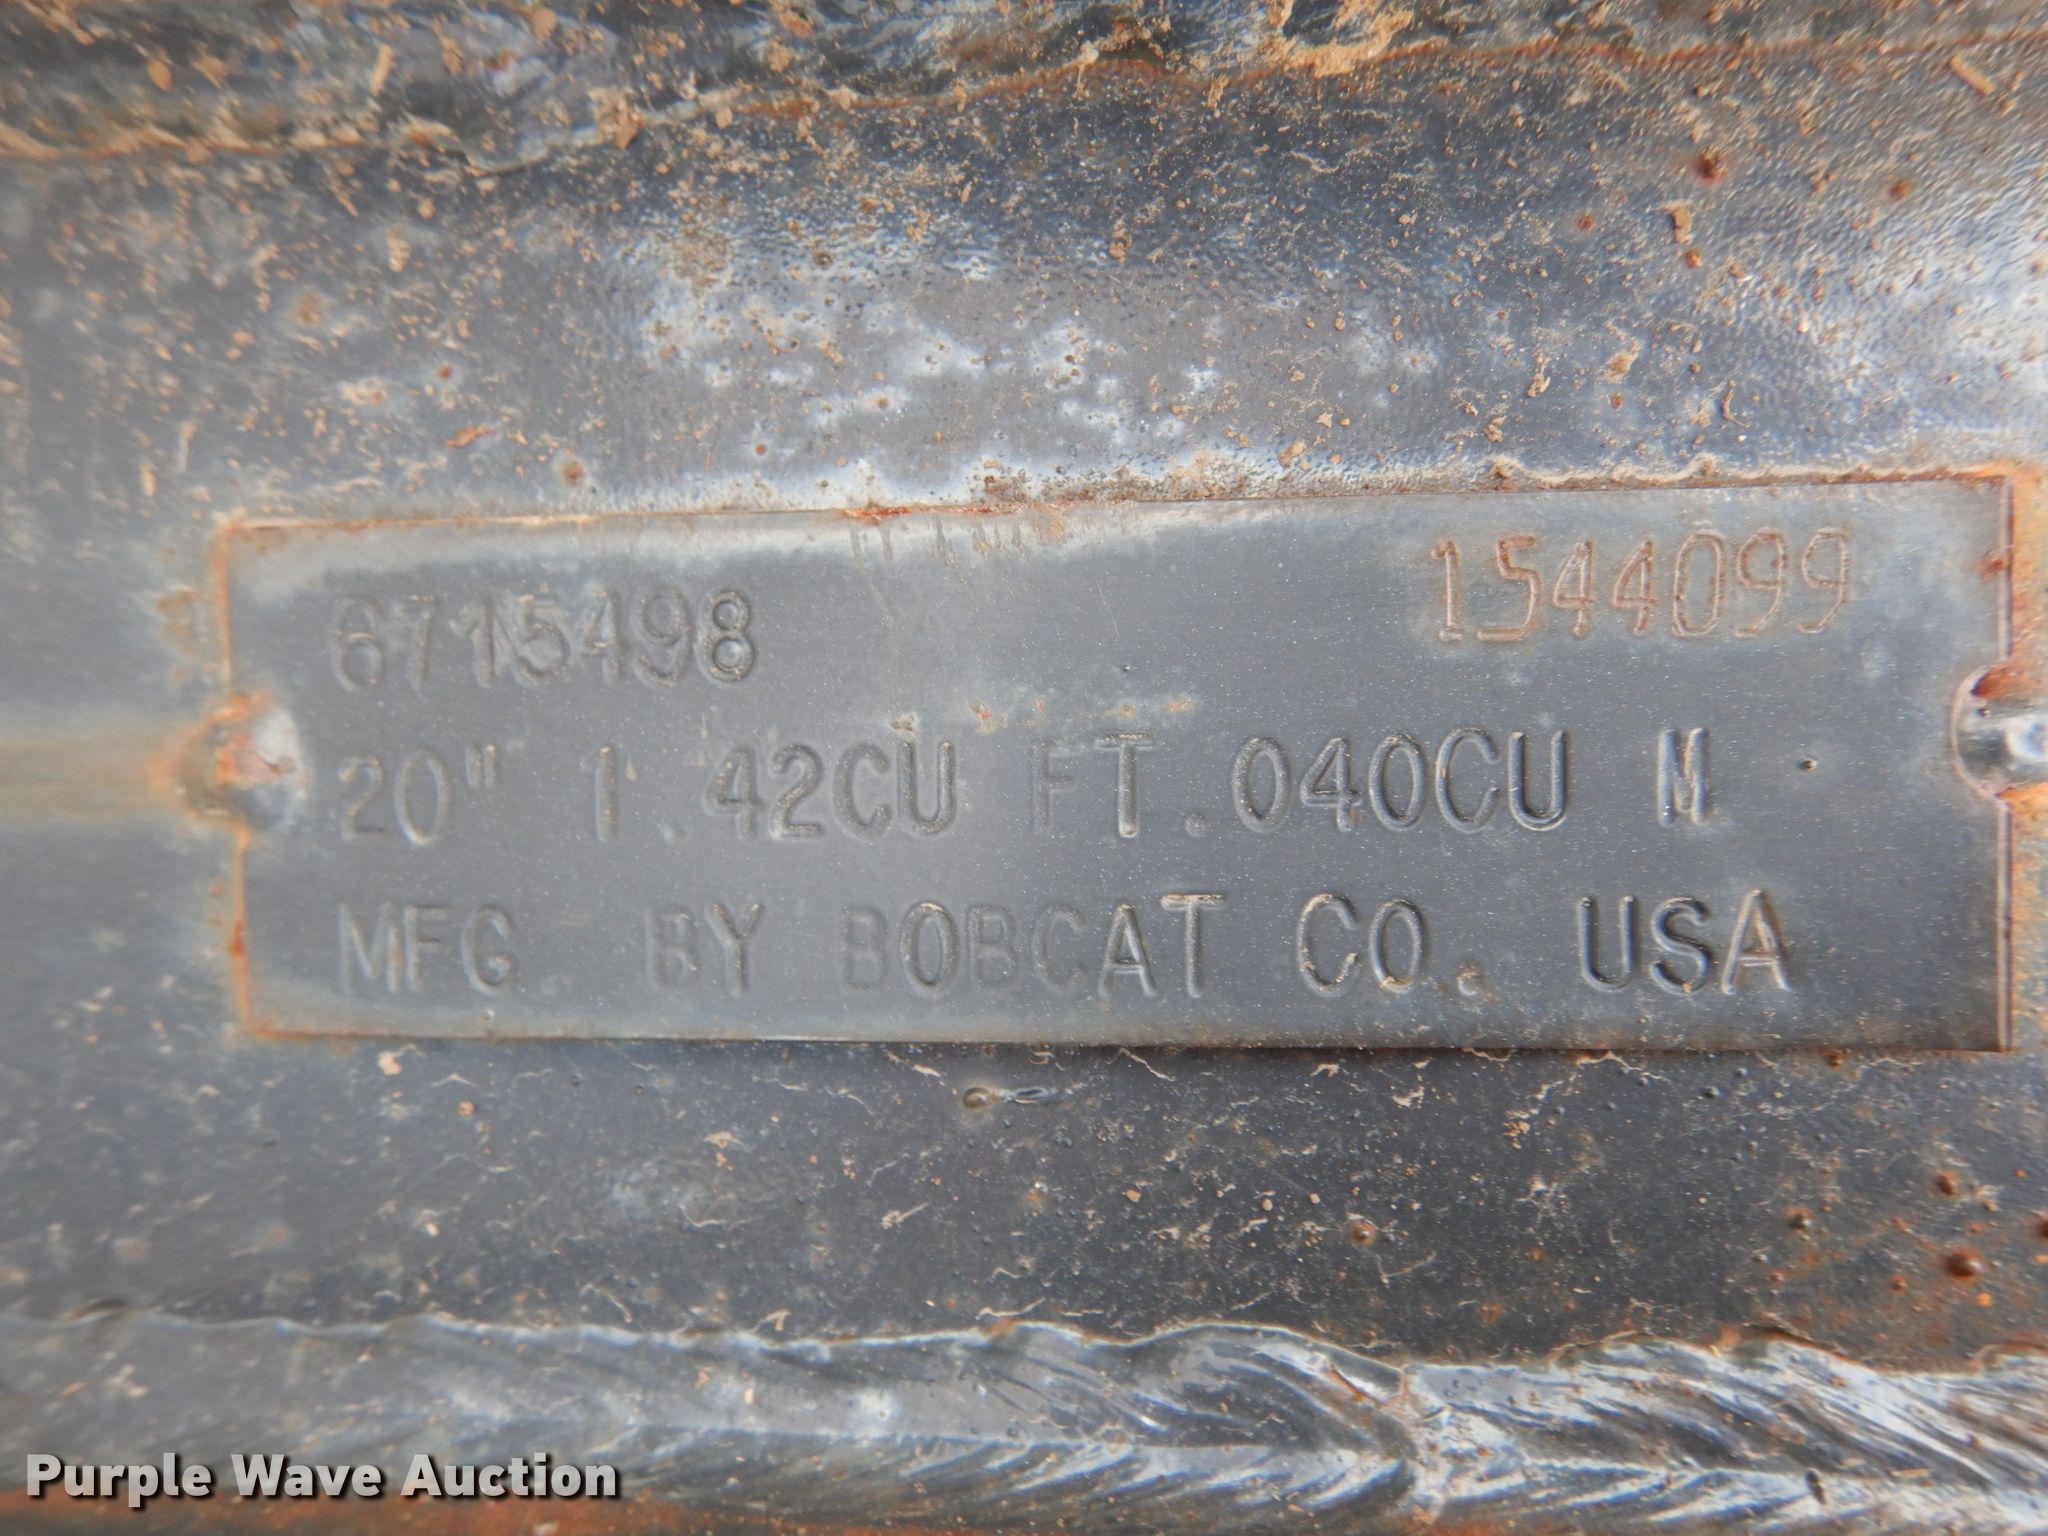 6715498 1544099
20" 1.42CU FT.040CU M
MFG. BY BOBCAT CO. USA
Purple Wave Auction